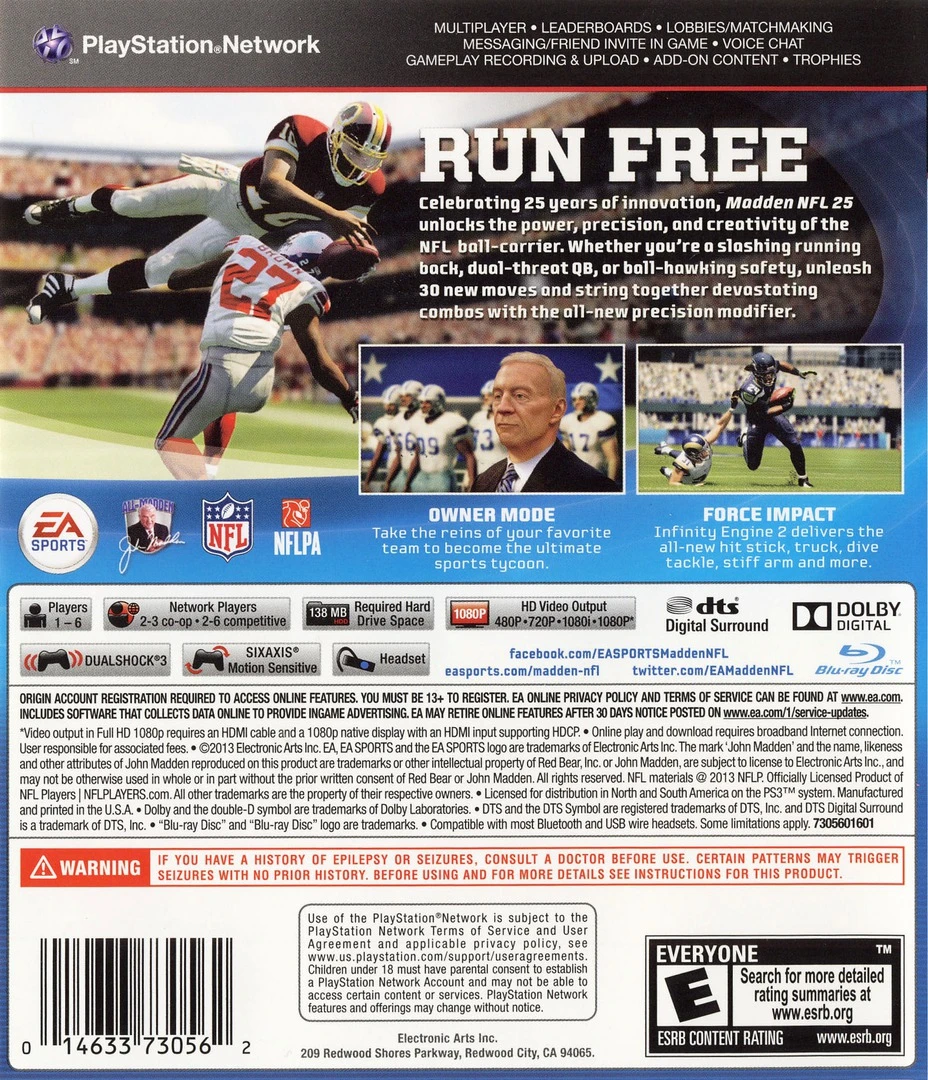 PlayStation®Network
SM
MULTIPLAYER • LEADERBOARDS • LOBBIES/MATCHMAKING
MESSAGING/FRIEND INVITE IN GAME • VOICE CHAT
GAMEPLAY RECORDING & UPLOAD • ADD-ON CONTENT • TROPHIES
RUN FREE
Celebrating 25 years of innovation, Madden NFL 25
unlocks the power, precision, and creativity of the
NFL ball-carrier. Whether you're a slashing running
back, dual-threat QB, or ball-hawking safety, unleash
30 new moves and string together devastating
combos with the all-new precision modifier.
16
BROWN
27
EA
SPORTS™
ALL-MADDEN
John Madden
NFL
NFLPA
OWNER MODE
Take the reins of your favorite
team to become the ultimate
sports tycoon.
FORCE IMPACT
Infinity Engine 2 delivers the
all-new hit stick, truck, dive
tackle, stiff arm and more.
Players
1 – 6
Network Players
2-3 co-op • 2-6 competitive
138 MB
HDD
Required Hard
Drive Space
1080P
HD Video Output
480P•720P•1080i•1080P*
dts
Digital Surround
DOLBY
DIGITAL
DUALSHOCK®3
SIXAXIS®
Motion Sensitive
Headset
facebook.com/EASPORTSMaddenNFL
easports.com/madden-nfl
twitter.com/EAMaddenNFL
Blu-ray Disc™
ORIGIN ACCOUNT REGISTRATION REQUIRED TO ACCESS ONLINE FEATURES. YOU MUST BE 13+ TO REGISTER. EA ONLINE PRIVACY POLICY AND TERMS OF SERVICE CAN BE FOUND AT www.ea.com.
INCLUDES SOFTWARE THAT COLLECTS DATA ONLINE TO PROVIDE INGAME ADVERTISING. EA MAY RETIRE ONLINE FEATURES AFTER 30 DAYS NOTICE POSTED ON www.ea.com/1/service-updates.
*Video output in Full HD 1080p requires an HDMI cable and a 1080p native display with an HDMI input supporting HDCP. • Online play and download requires broadband Internet connection.
User responsible for associated fees. • ©2013 Electronic Arts Inc. EA, EA SPORTS and the EA SPORTS logo are trademarks of Electronic Arts Inc. The mark 'John Madden' and the name, likeness
and other attributes of John Madden reproduced on this product are trademarks or other intellectual property of Red Bear, Inc. or John Madden, are subject to license to Electronic Arts Inc., and
may not be otherwise used in whole or in part without the prior written consent of Red Bear or John Madden. All rights reserved. NFL materials @ 2013 NFLP. Officially Licensed Product of
NFL Players | NFLPLAYERS.com. All other trademarks are the property of their respective owners. • Licensed for distribution in North and South America on the PS3™ system. Manufactured
and printed in the U.S.A. • Dolby and the double-D symbol are trademarks of Dolby Laboratories. • DTS and the DTS Symbol are registered trademarks of DTS, Inc. and DTS Digital Surround
is a trademark of DTS, Inc. • "Blu-ray Disc" and "Blu-ray Disc" logo are trademarks. • Compatible with most Bluetooth and USB wire headsets. Some limitations apply. 7305601601
WARNING
IF YOU HAVE A HISTORY OF EPILEPSY OR SEIZURES, CONSULT A DOCTOR BEFORE USE. CERTAIN PATTERNS MAY TRIGGER
SEIZURES WITH NO PRIOR HISTORY. BEFORE USING AND FOR MORE DETAILS SEE INSTRUCTIONS FOR THIS PRODUCT.
Use of the PlayStation®Network is subject to the
PlayStation Network Terms of Service and User
Agreement and applicable privacy policy, see
www.us.playstation.com/support/useragreements.
Children under 18 must have parental consent to establish
a PlayStation Network Account and may not be able to
access certain content or services. PlayStation Network
features and offerings may change without notice.
Electronic Arts Inc.
209 Redwood Shores Parkway, Redwood City, CA 94065.
0 14633 73056 2
EVERYONE ™
E
Search for more detailed
rating summaries at
www.esrb.org
ESRB CONTENT RATING www.esrb.org